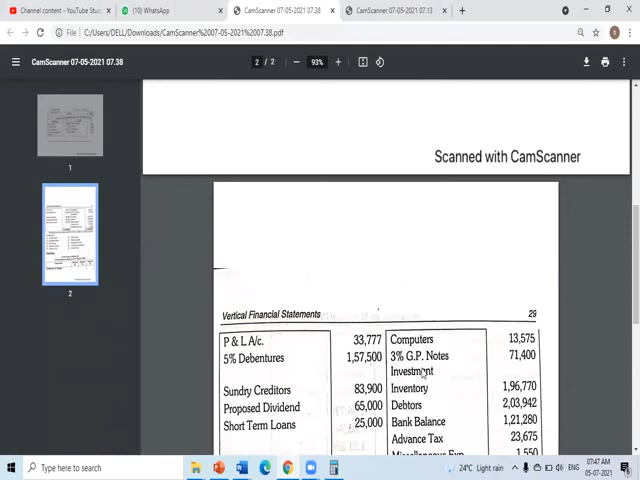 Channel content - YouTube Stud
(10) WhatsApp
CamScanner 07-05-2021 07.38
CamScanner 07-05-2021 07.13
File
C:/Users/DELL/Downloads/CamScanner%2007-05-2021%2007.38.pdf
CamScanner 07-05-2021 07.38
2 / 2
93%
1
2
Scanned with CamScanner
Vertical Financial Statements 29
P & L A/c. 33,777 Computers 13,575
5% Debentures 1,57,500 3% G.P. Notes 71,400
Investment
Sundry Creditors 83,900 Inventory 1,96,770
Proposed Dividend 65,000 Debtors 2,03,942
Short Term Loans 25,000 Bank Balance 1,21,280
Advance Tax 23,675
Miscellaneous Exp 1,550
Type here to search
24°C Light rain
ENG
07:47 AM
05-07-2021